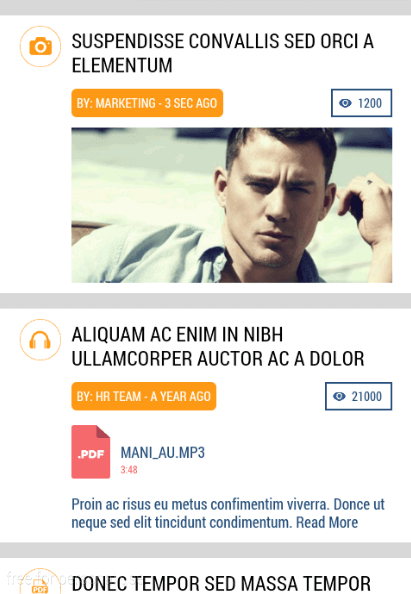 SUSPENDISSE CONVALLIS SED ORCI A
ELEMENTUM
BY: MARKETING - 3 SEC AGO
1200
ALIQUAM AC ENIM IN NIBH
ULLAMCORPER AUCTOR AC A DOLOR
BY: HR TEAM - A YEAR AGO
21000
.PDF
MANI_AU.MP3
3:48
Proin ac risus eu metus confimentim viverra. Donce ut
neque sed elit tincidunt condimentum. Read More
DONEC TEMPOR SED MASSA TEMPOR
PDF